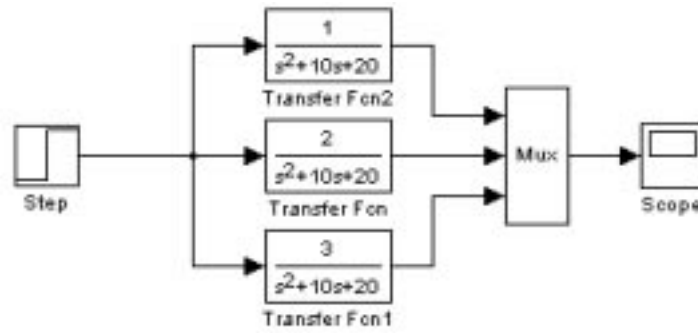 1
s²+10s+20
Transfer Fcn2
Step
2
s²+10s+20
Transfer Fcn
Mux
Scope
3
s²+10s+20
Transfer Fcn1